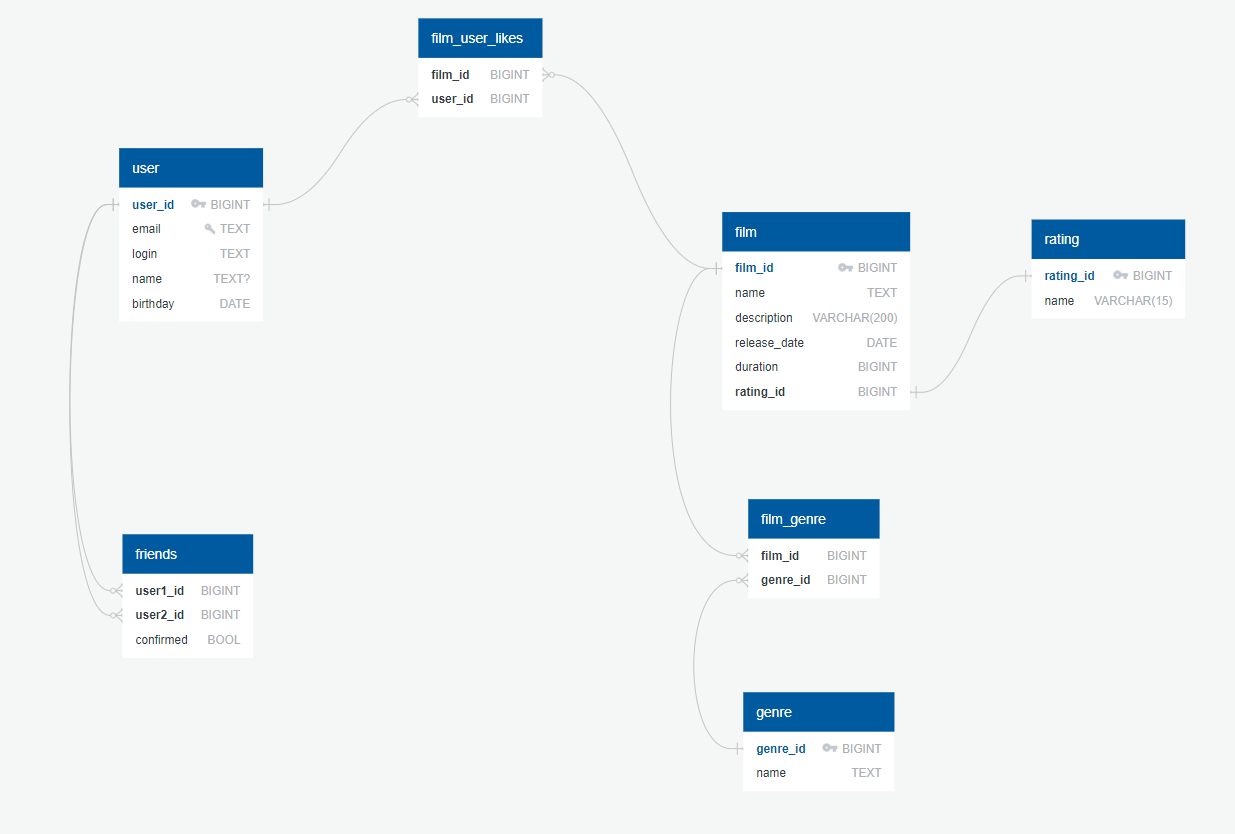 film_user_likes
film_id BIGINT
user_id BIGINT
user
user_id BIGINT
email TEXT
login TEXT
name TEXT?
birthday DATE
film
film_id BIGINT
name TEXT
description VARCHAR(200)
release_date DATE
duration BIGINT
rating_id BIGINT
rating
rating_id BIGINT
name VARCHAR(15)
friends
user1_id BIGINT
user2_id BIGINT
confirmed BOOL
film_genre
film_id BIGINT
genre_id BIGINT
genre
genre_id BIGINT
name TEXT